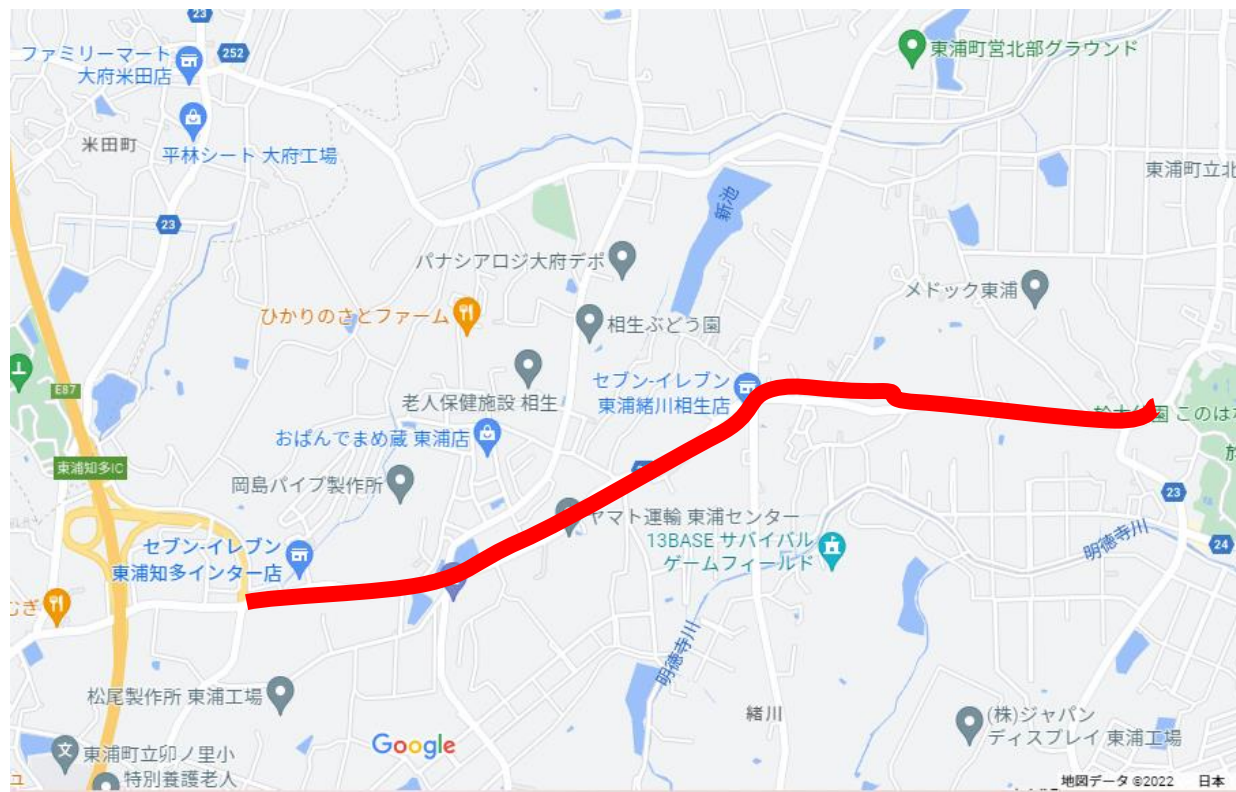 23
252
ファミリーマート
大府米田店
東浦町営北部グラウンド
米田町
平林シート 大府工場
東浦町立北
新池
23
パナシアロジ大府デポ
メドック東浦
ひかりのさとファーム
相生ぶどう園
E87
セブン-イレブン
東浦緒川相生店
老人保健施設 相生
園 このは
おぱんでまめ蔵 東浦店
東浦知多IC
岡島パイプ製作所
23
ヤマト運輸 東浦センター
13BASE サバイバル
ゲームフィールド
明徳寺川
24
セブン-イレブン
東浦知多インター店
むぎ
明徳寺川
松尾製作所 東浦工場
緒川
(株)ジャパン
ディスプレイ 東浦工場
Google
文
東浦町立卯ノ里小
特別養護老人
地図データ ©2022 日本